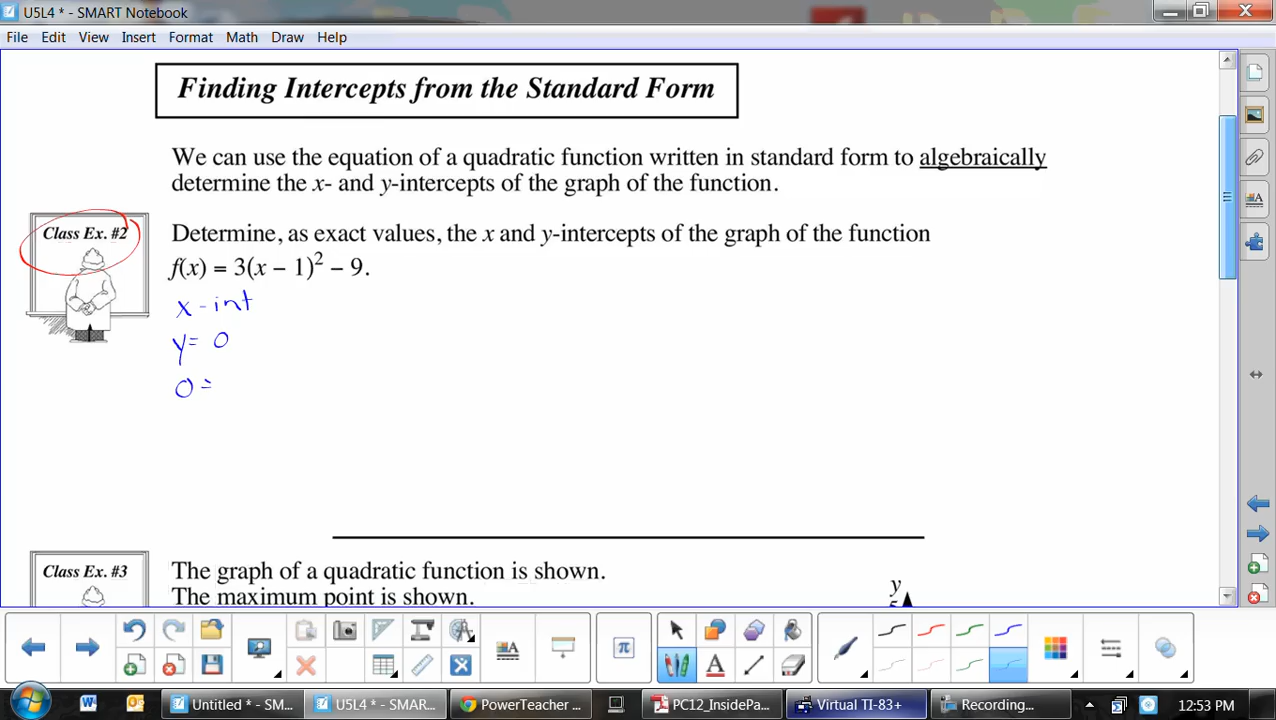 U5L4 * - SMART Notebook
File Edit View Insert Format Math Draw Help
Finding Intercepts from the Standard Form
We can use the equation of a quadratic function written in standard form to algebraically
determine the x- and y-intercepts of the graph of the function.
Class Ex. #2
Determine, as exact values, the x and y-intercepts of the graph of the function
f(x) = 3(x − 1)² − 9.
x - int
y = 0
0 =
Class Ex. #3
The graph of a quadratic function is shown.
The maximum point is shown.
y
π
A
Untitled * - SM...
U5L4 * - SMAR...
PowerTeacher ...
PC12_InsidePa...
Virtual TI-83+
Recording...
12:53 PM